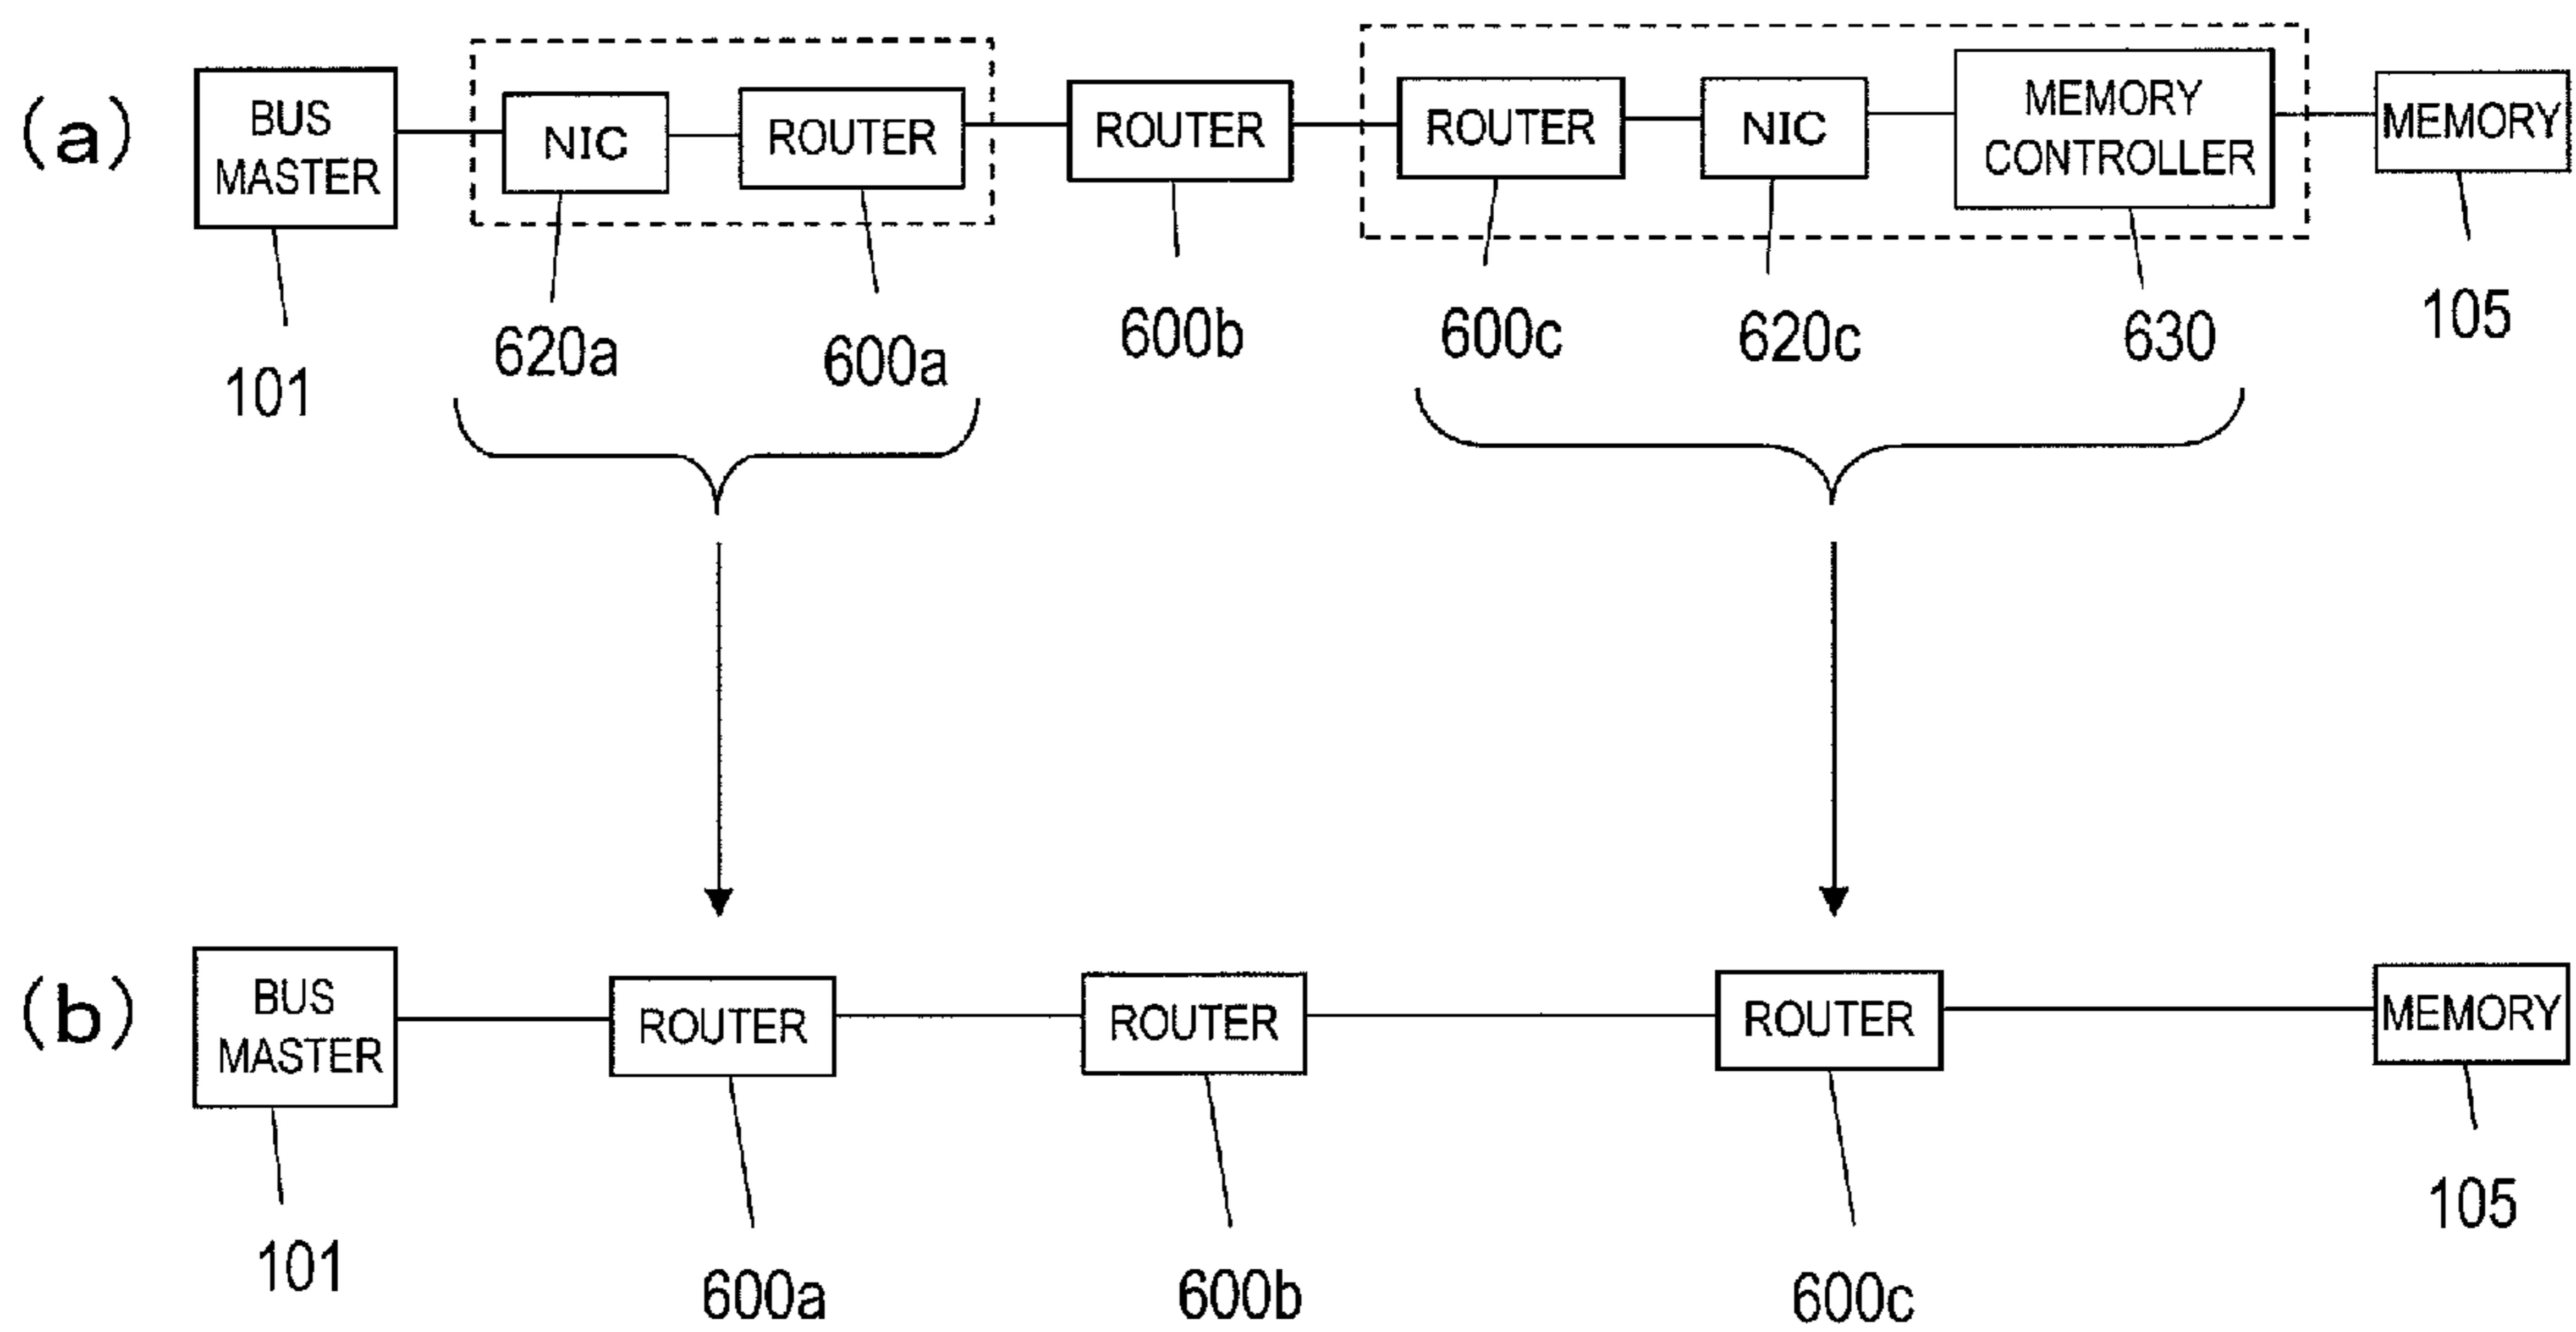 (a)
BUS
MASTER
NIC
ROUTER
ROUTER
ROUTER
NIC
MEMORY
CONTROLLER
MEMORY
101
620a
600a
600b
600c
620c
630
105
(b)
BUS
MASTER
ROUTER
ROUTER
ROUTER
MEMORY
101
600a
600b
600c
105